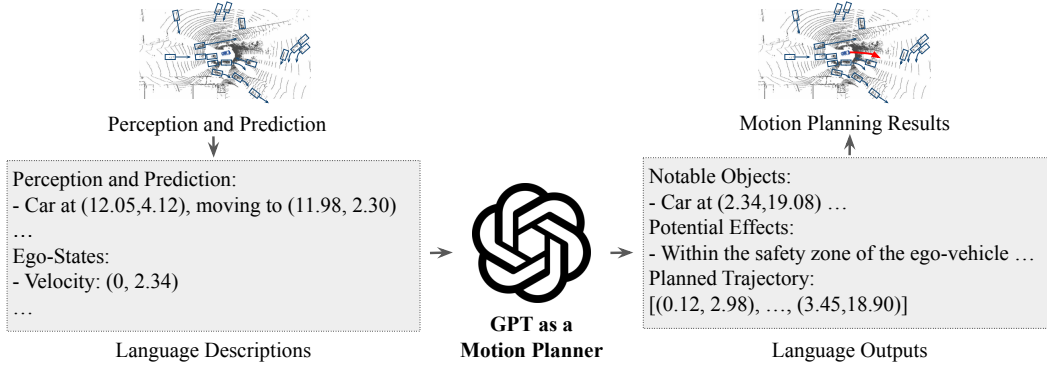 Perception and Prediction
Perception and Prediction:
- Car at (12.05,4.12), moving to (11.98, 2.30)
…
Ego-States:
- Velocity: (0, 2.34)
…
Language Descriptions
GPT as a
Motion Planner
Motion Planning Results
Notable Objects:
- Car at (2.34,19.08) …
Potential Effects:
- Within the safety zone of the ego-vehicle …
Planned Trajectory:
[(0.12, 2.98), …, (3.45,18.90)]
Language Outputs